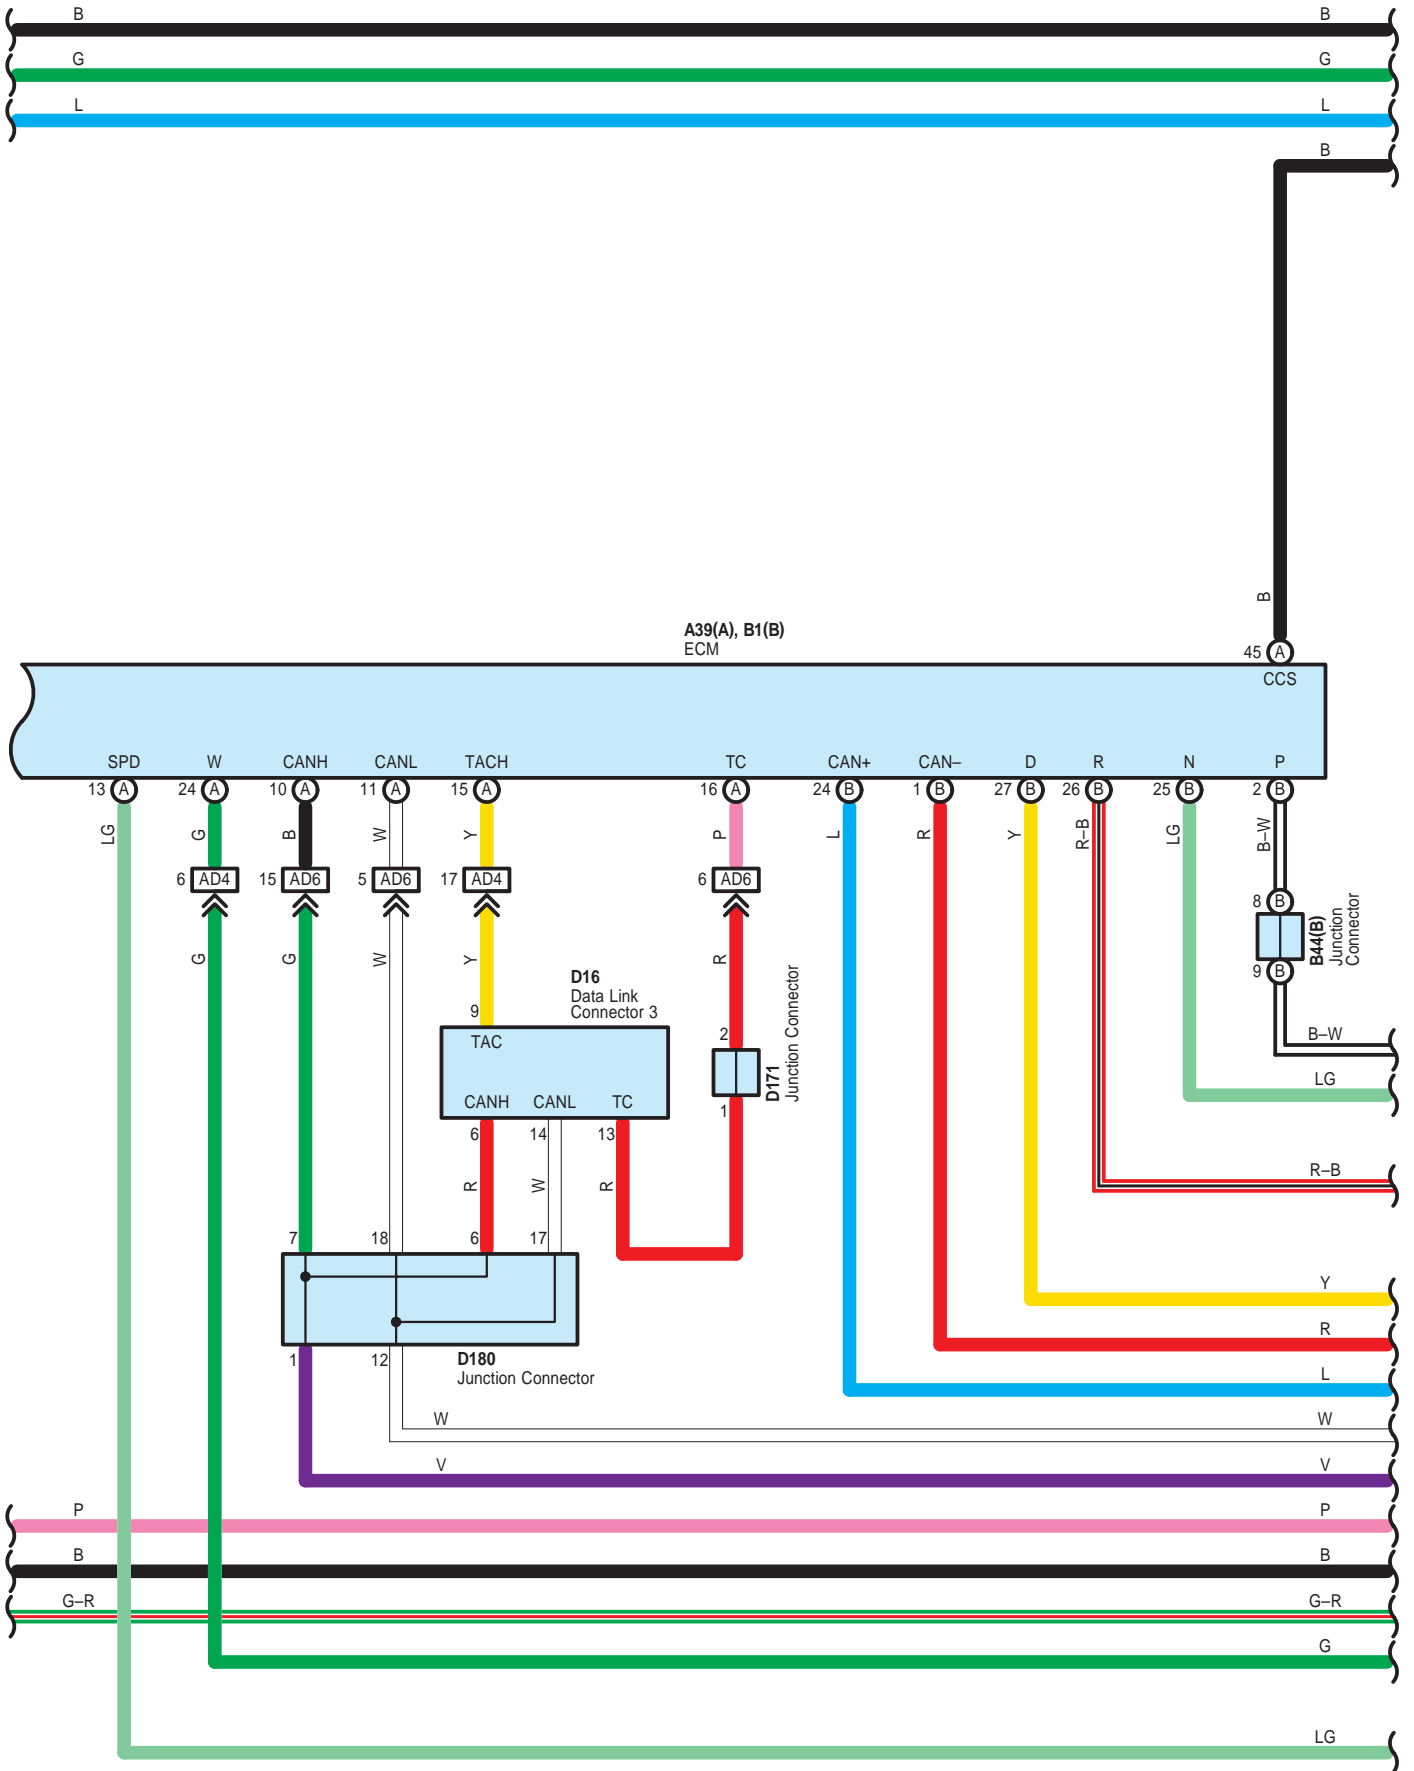 B B
G G
L L
B
B
A39(A), B1(B)
ECM
45 A
CCS
SPD W CANH CANL TACH TC CAN+ CAN– D R N P
13 A 24 A 10 A 11 A 15 A 16 A 24 B 1 B 27 B 26 B 25 B 2 B
LG G B W Y P L R Y R–B LG B–W
6 AD4 15 AD6 5 AD6 17 AD4 6 AD6
8 B
B44(B)
Junction
Connector
9 B
G G W Y R
D16
Data Link
Connector 3
9
TAC
2
D171
Junction Connector
1
B–W
LG
CANH CANL TC
6 14 13
R W R
R–B
7 18 6 17
Y
R
1 12
D180
Junction Connector
L
W W
V V
P P
B B
G–R G–R
G
LG